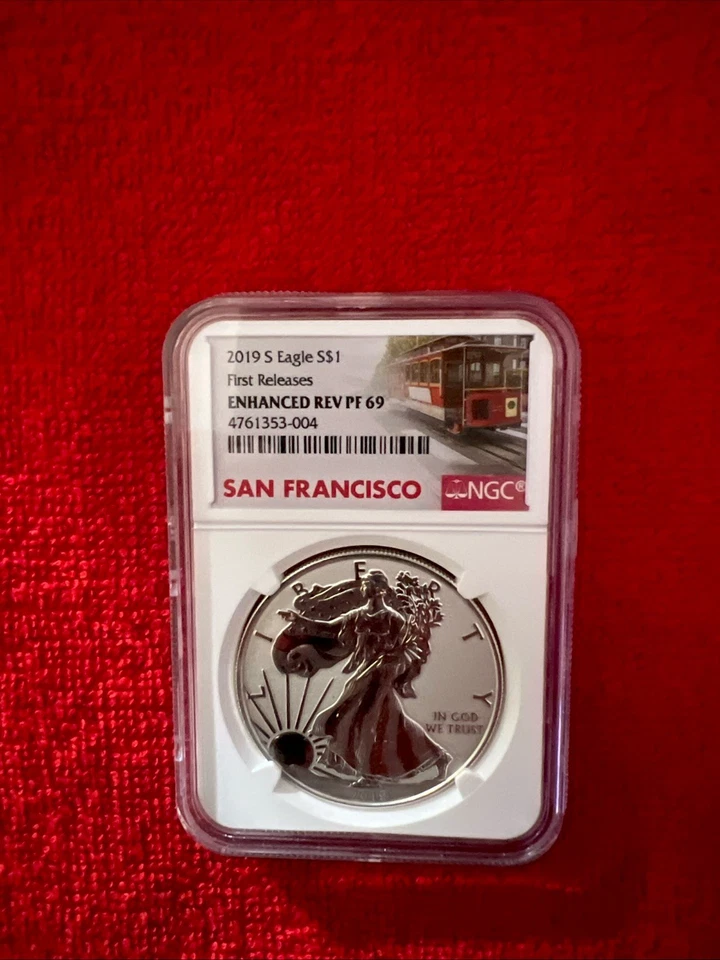 2019 S Eagle S$1
First Releases
ENHANCED REV PF 69
4761353-004
SAN FRANCISCO
NGC®
LIBERTY
IN GOD
WE TRUST